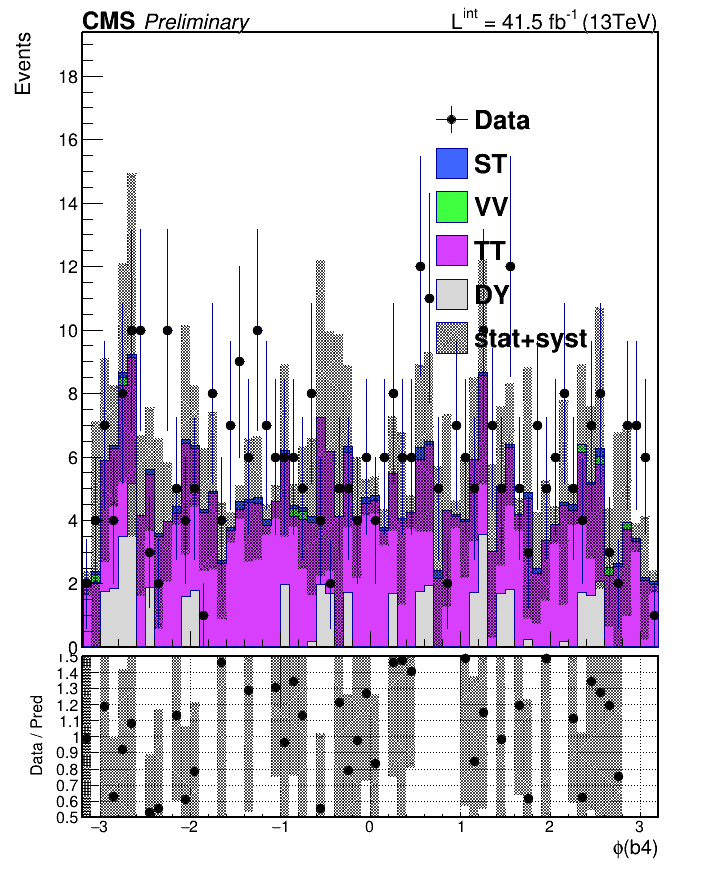 CMS Preliminary L^int = 41.5 fb^-1 (13TeV)
Events
18
16
14
12
10
8
6
4
2
0
Data
ST
VV
TT
DY
stat+syst
Data / Pred
1.5
1.4
1.3
1.2
1.1
1
0.9
0.8
0.7
0.6
0.5
−3 −2 −1 0 1 2 3
ϕ(b4)